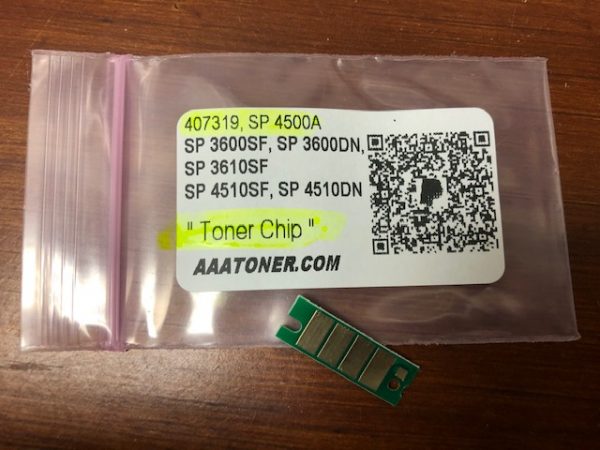 407319, SP 4500A
SP 3600SF, SP 3600DN,
SP 3610SF
SP 4510SF, SP 4510DN
" Toner Chip "
AAATONER.COM